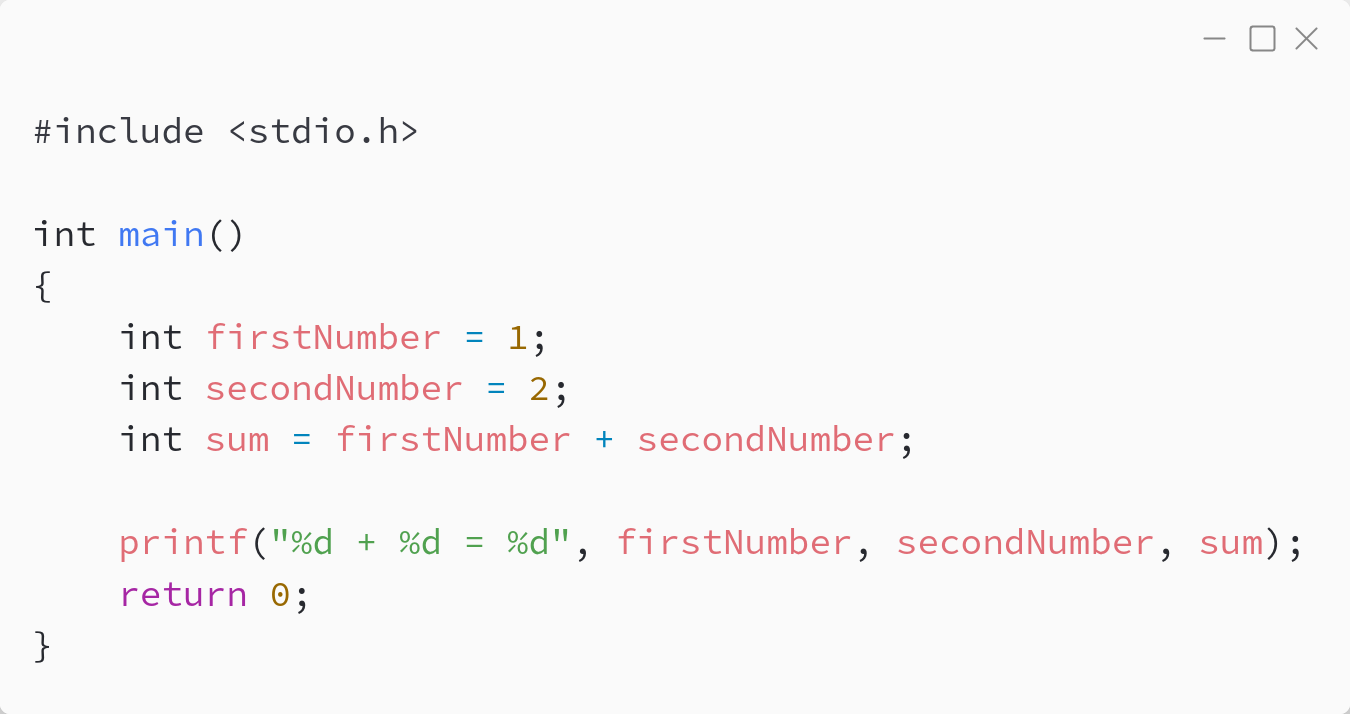 #include <stdio.h>
int main()
{
    int firstNumber = 1;
    int secondNumber = 2;
    int sum = firstNumber + secondNumber;
    printf("%d + %d = %d", firstNumber, secondNumber, sum);
    return 0;
}